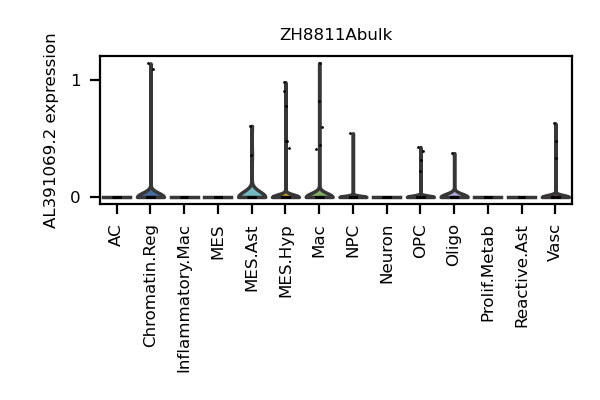 ZH8811Abulk
AL391069.2 expression
1
0
AC
Chromatin.Reg
Inflammatory.Mac
MES
MES.Ast
MES.Hyp
Mac
NPC
Neuron
OPC
Oligo
Prolif.Metab
Reactive.Ast
Vasc